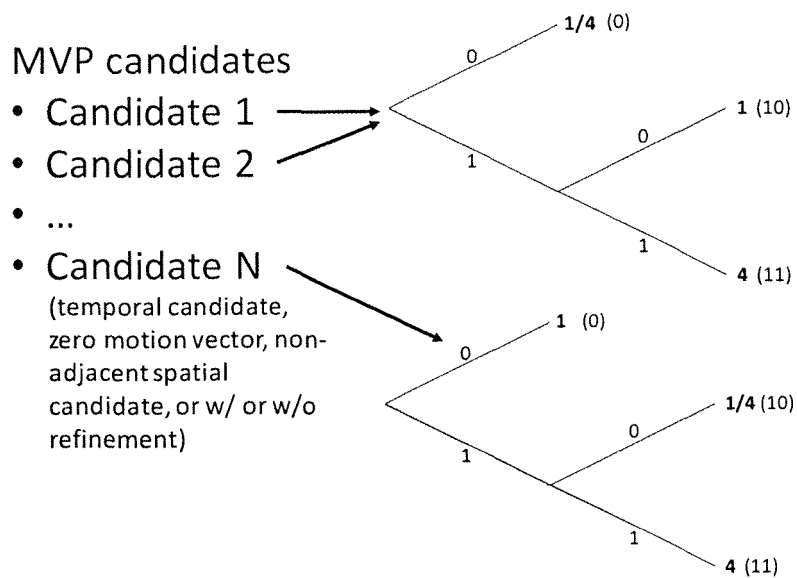 MVP candidates
• Candidate 1
• Candidate 2
• ...
• Candidate N
(temporal candidate,
zero motion vector, non-
adjacent spatial
candidate, or w/ or w/o
refinement)
0
1/4 (0)
1
0
1 (10)
1
4 (11)
0
1 (0)
1
0
1/4 (10)
1
4 (11)